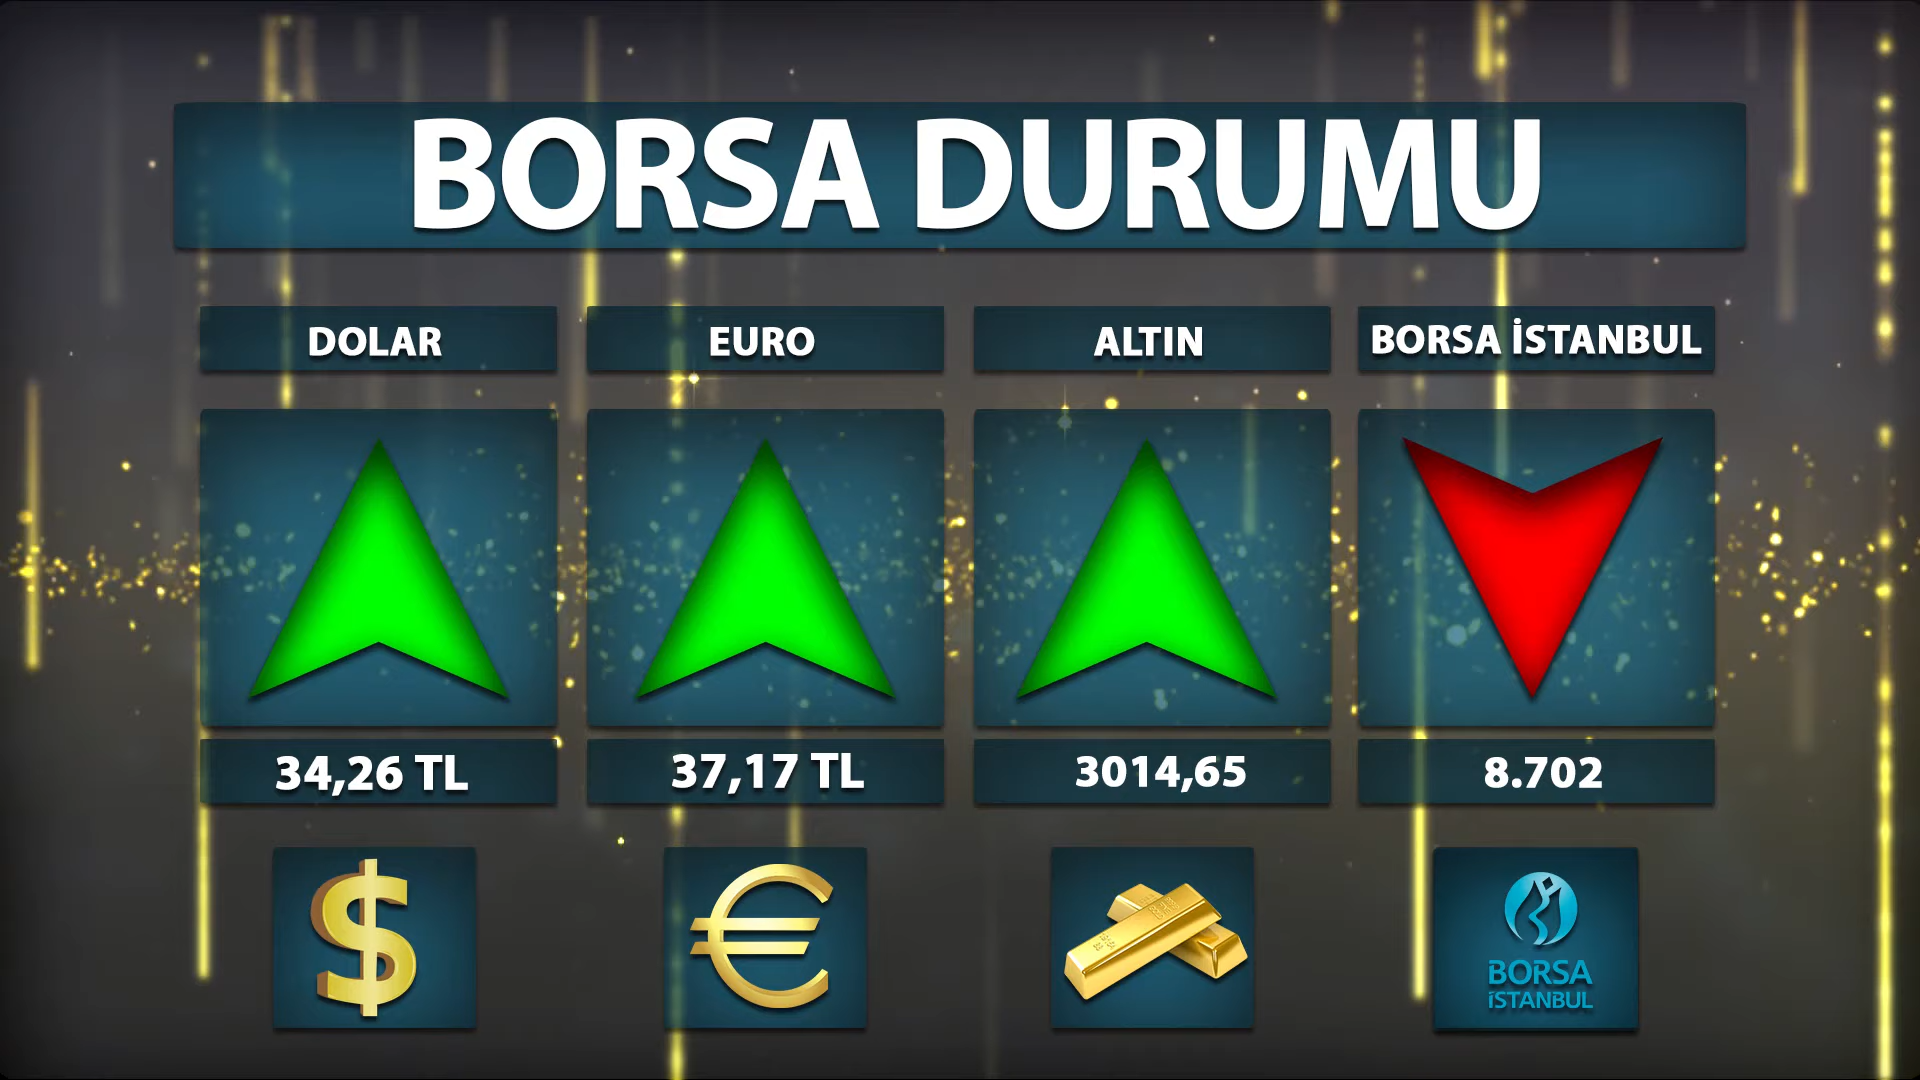 BORSA DURUMU
DOLAR
EURO
ALTIN
BORSA İSTANBUL
34,26 TL
37,17 TL
3014,65
8.702
$
€
BORSA
İSTANBUL